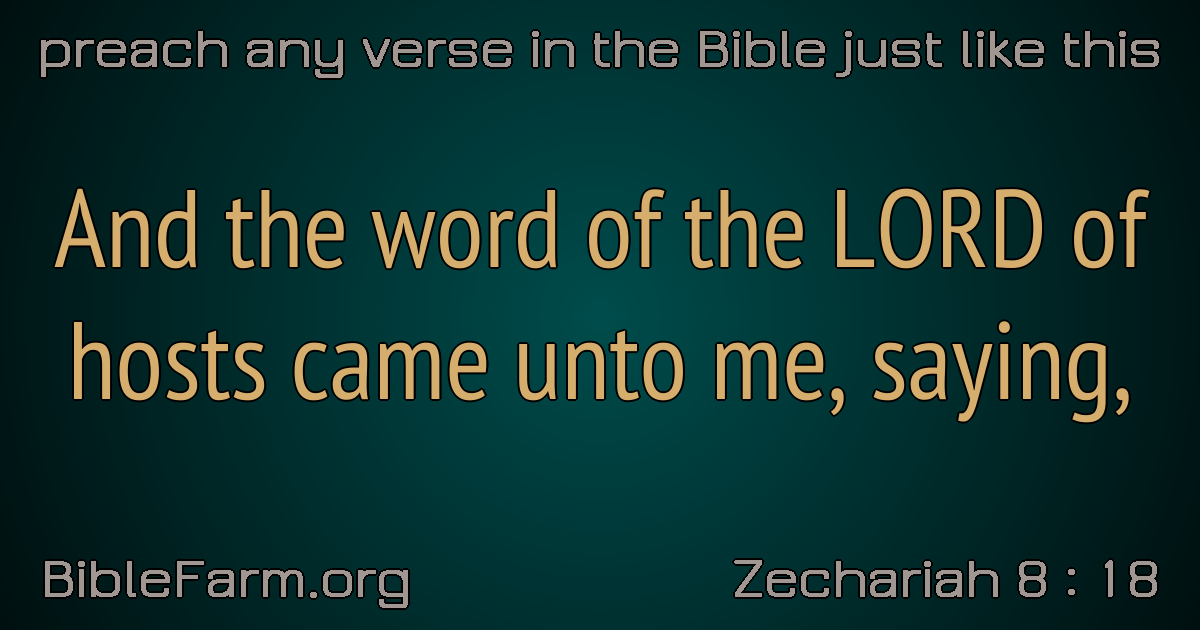 preach any verse in the Bible just like this
And the word of the LORD of
hosts came unto me, saying,
BibleFarm.org
Zechariah 8 : 18